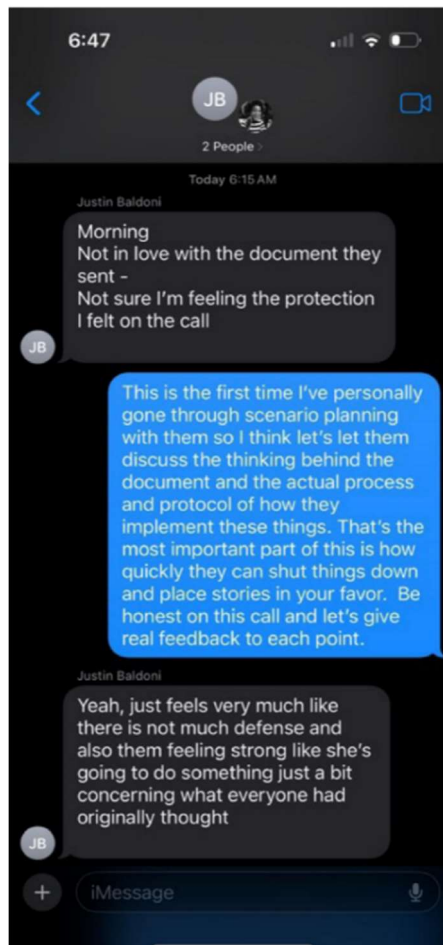 6:47
JB
2 People >
Today 6:15 AM
Justin Baldoni
Morning
Not in love with the document they
sent -
Not sure I'm feeling the protection
I felt on the call
JB
This is the first time I've personally
gone through scenario planning
with them so I think let's let them
discuss the thinking behind the
document and the actual process
and protocol of how they
implement these things. That's the
most important part of this is how
quickly they can shut things down
and place stories in your favor.  Be
honest on this call and let's give
real feedback to each point.
Justin Baldoni
Yeah, just feels very much like
there is not much defense and
also them feeling strong like she's
going to do something just a bit
concerning what everyone had
originally thought
JB
iMessage